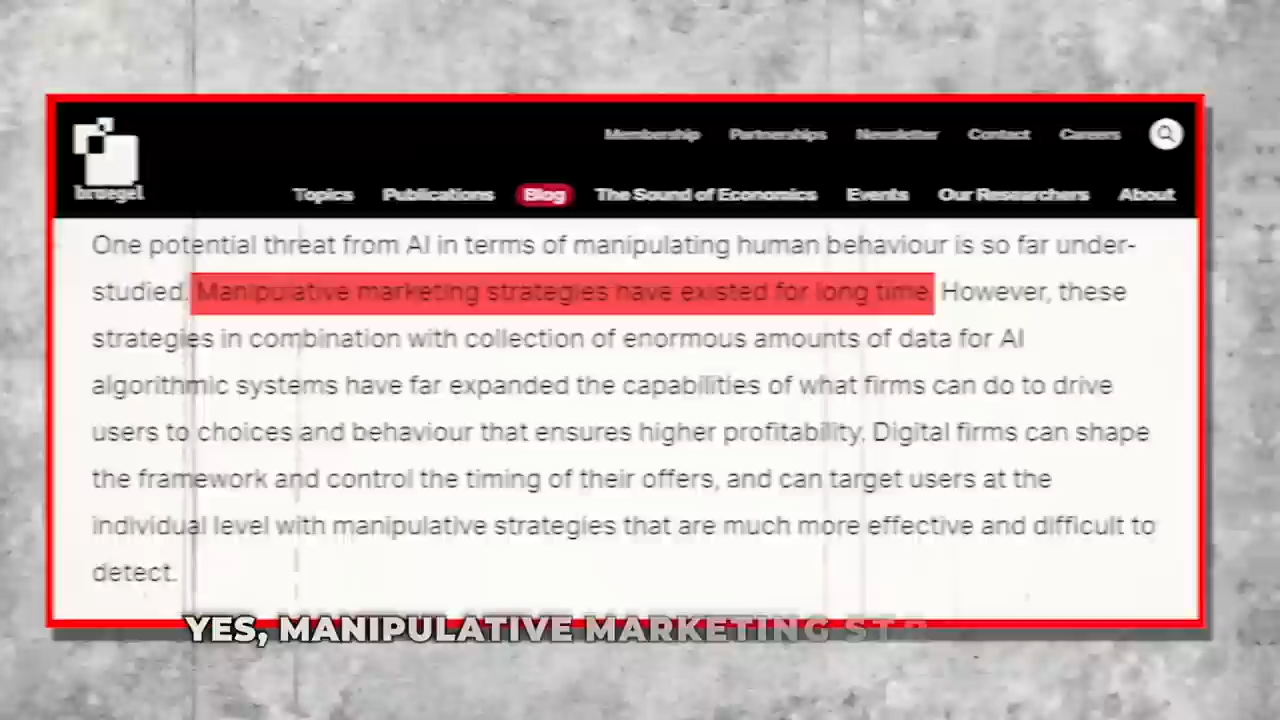 Membership Partnerships Newsletter Contact Careers
bruegel
Topics Publications Blog The Sound of Economics Events Our Researchers About
One potential threat from AI in terms of manipulating human behaviour is so far under-
studied. Manipulative marketing strategies have existed for long time. However, these
strategies in combination with collection of enormous amounts of data for AI
algorithmic systems have far expanded the capabilities of what firms can do to drive
users to choices and behaviour that ensures higher profitability. Digital firms can shape
the framework and control the timing of their offers, and can target users at the
individual level with manipulative strategies that are much more effective and difficult to
detect.
YES, MANIPULATIVE MARKETING STR